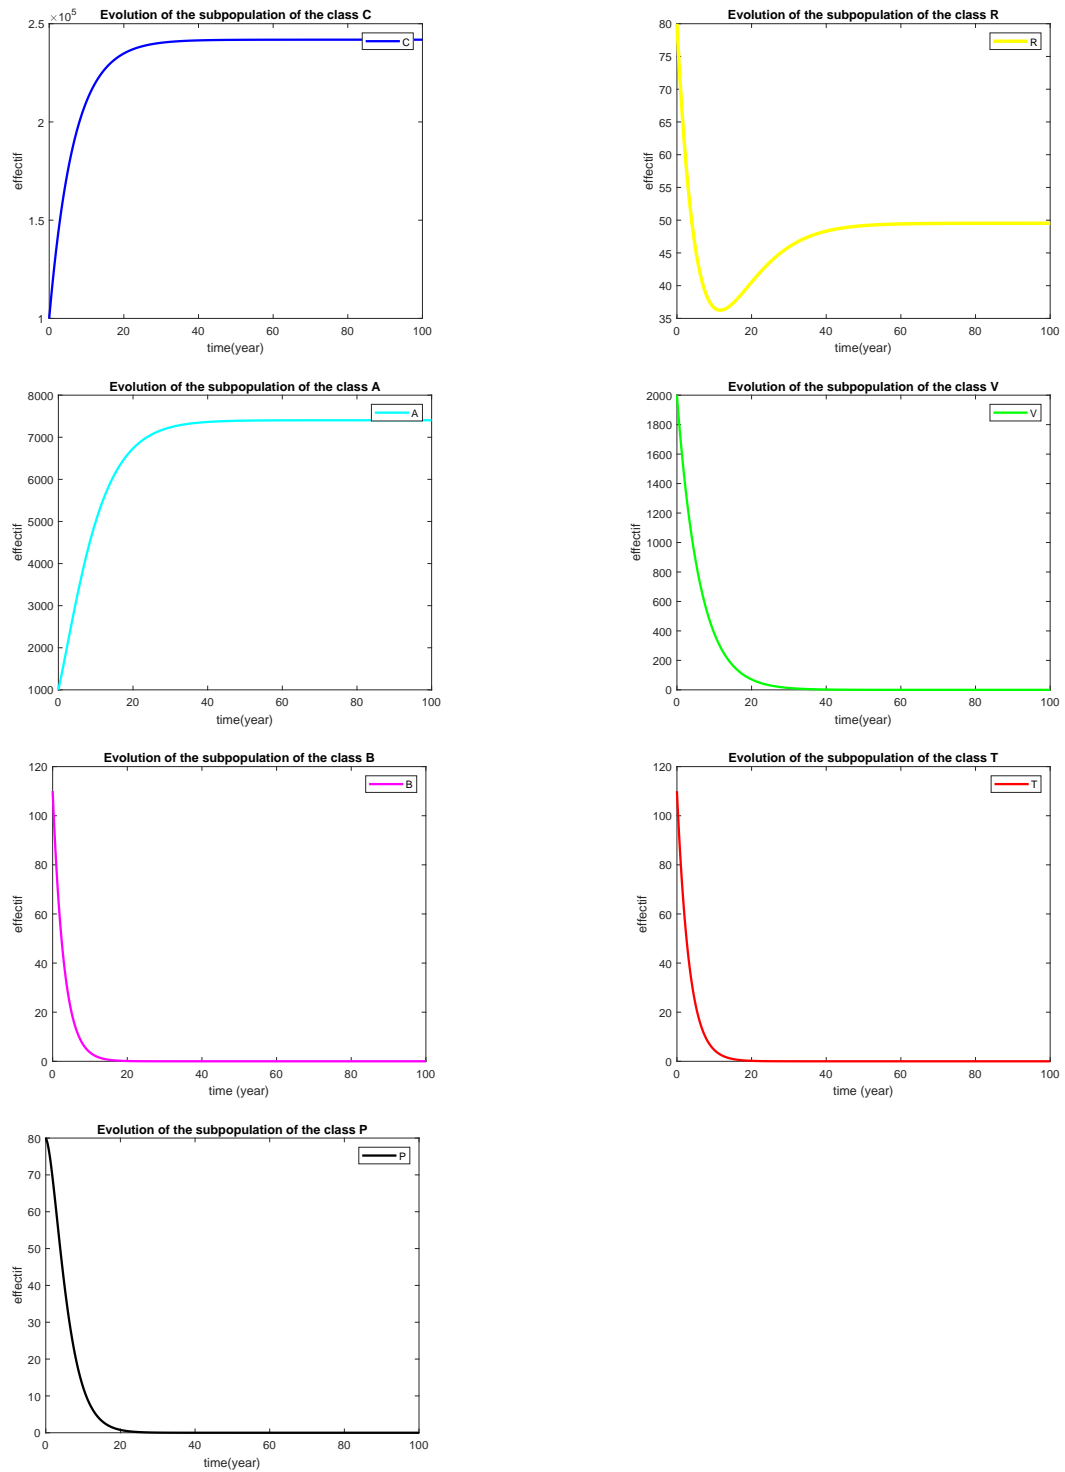 Evolution of the subpopulation of the class C
×10^5
2.5
2
1.5
1
effectif
C
0 20 40 60 80 100
time(year)
Evolution of the subpopulation of the class R
80
75
70
65
60
55
50
45
40
35
effectif
R
0 20 40 60 80 100
time(year)
Evolution of the subpopulation of the class A
8000
7000
6000
5000
4000
3000
2000
1000
effectif
A
0 20 40 60 80 100
time(year)
Evolution of the subpopulation of the class V
2000
1800
1600
1400
1200
1000
800
600
400
200
0
effectif
V
0 20 40 60 80 100
time(year)
Evolution of the subpopulation of the class B
120
100
80
60
40
20
0
effectif
B
0 20 40 60 80 100
time (year)
Evolution of the subpopulation of the class T
120
100
80
60
40
20
0
effectif
T
0 20 40 60 80 100
time (year)
Evolution of the subpopulation of the class P
80
70
60
50
40
30
20
10
0
effectif
P
0 20 40 60 80 100
time(year)